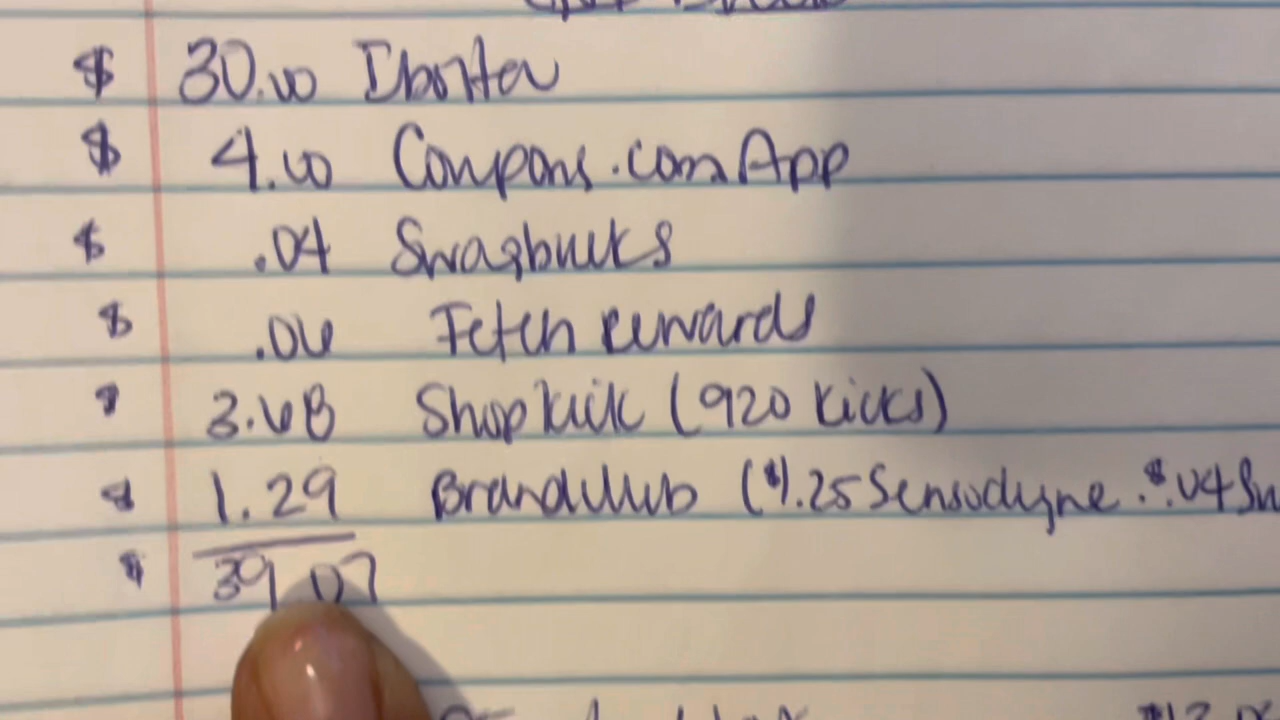 $ 30.00 Ibotta
$ 4.00 Coupons.com App
$ .04 Swagbucks
$ .06 Fetch rewards
$ 3.68 Shopkick (920 kicks)
$ 1.29 Brandclub ($1.25 Sensodyne. $.04
$ 39.07